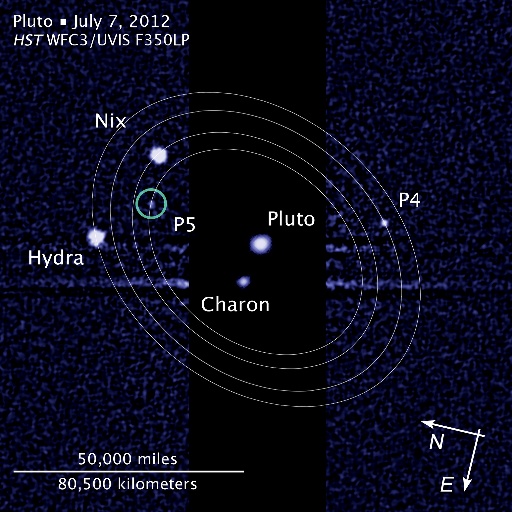 Pluto ▪ July 7, 2012
HST WFC3/UVIS F350LP
Nix
P4
P5
Pluto
Hydra
Charon
50,000 miles
80,500 kilometers
N
E